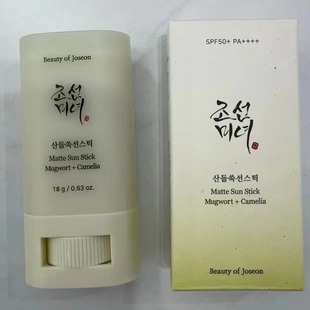 Beauty of Joseon
조선
미녀
산들쑥선스틱
Matte Sun Stick
Mugwort + Camelia
18 g / 0.63 oz.
SPF50+ PA++++
조선
미녀
산들쑥선스틱
Matte Sun Stick
Mugwort + Camelia
Beauty of Joseon